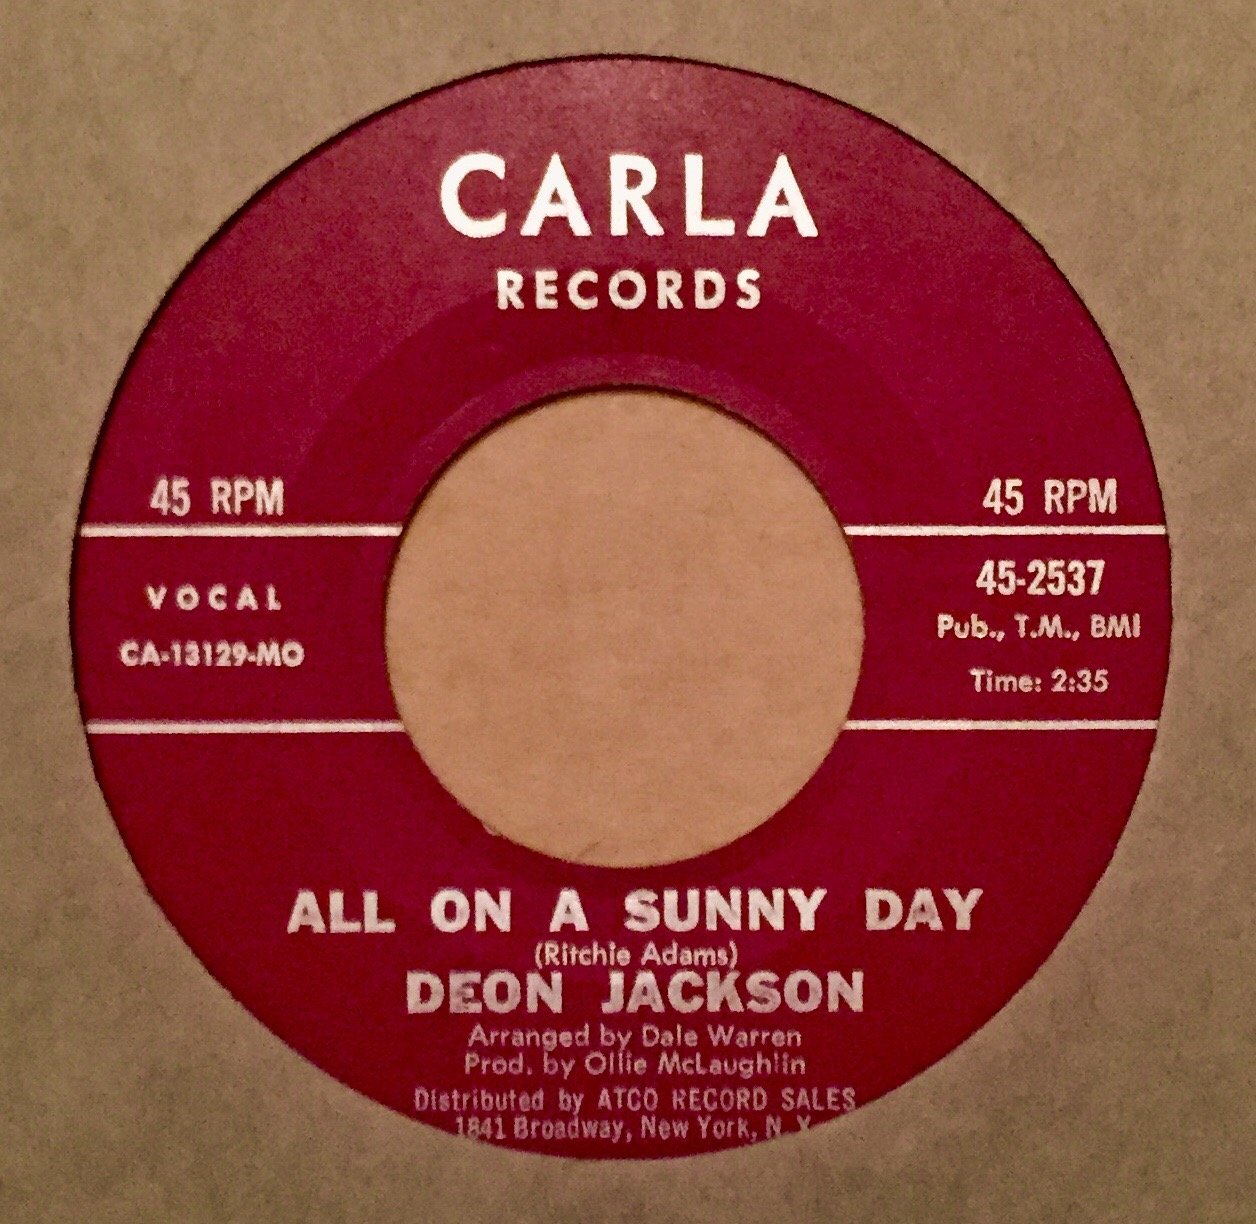 CARLA
RECORDS
45 RPM
45 RPM
VOCAL
CA-13129-MO
45-2537
Pub., T.M., BMI
Time: 2:35
ALL ON A SUNNY DAY
(Ritchie Adams)
DEON JACKSON
Arranged by Dale Warren
Prod. by Ollie McLaughlin
Distributed by ATCO RECORD SALES
1841 Broadway, New York, N. Y.